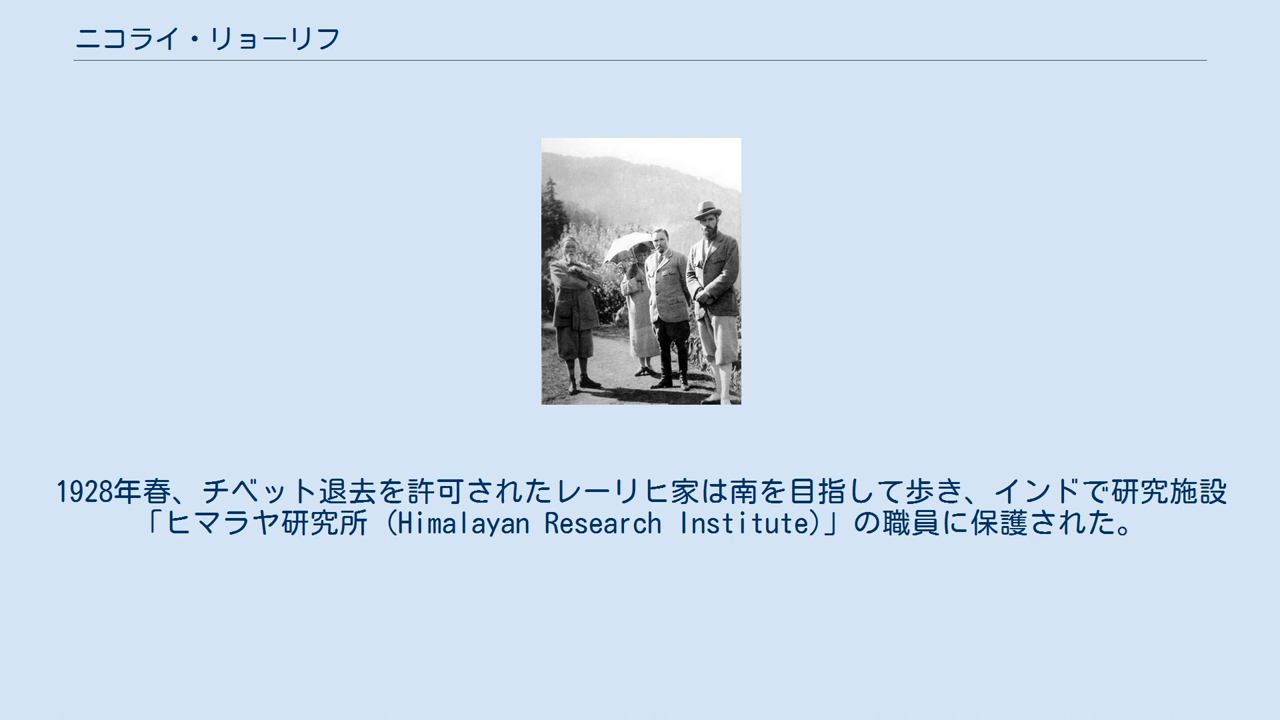 ニコライ・リョーリフ
1928年春、チベット退去を許可されたレーリヒ家は南を目指して歩き、インドで研究施設
「ヒマラヤ研究所（Himalayan Research Institute)」の職員に保護された。